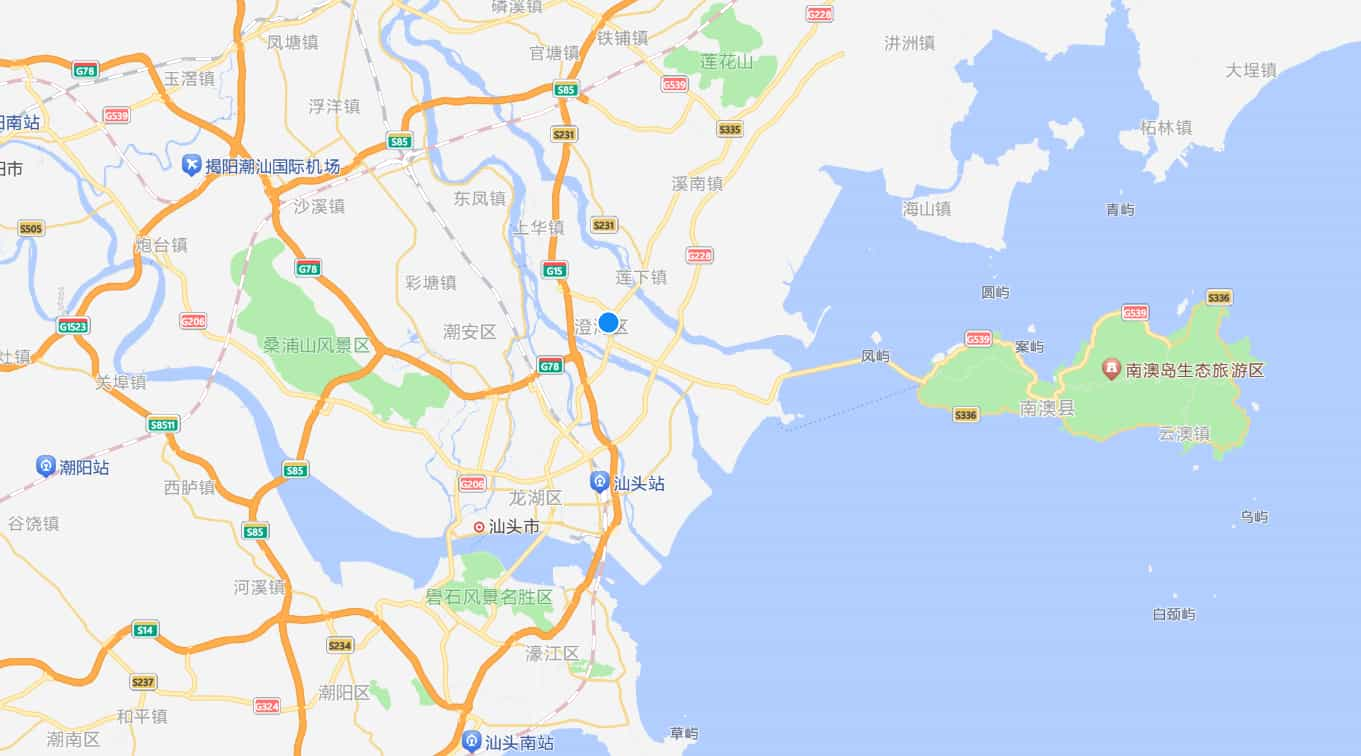 磷溪镇
G228
凤塘镇
铁铺镇
汫洲镇
官塘镇
莲花山
G78
玉滘镇
大埕镇
G539
S85
浮洋镇
G539
阳南站
S335
柘林镇
S231
S85
揭阳潮汕国际机场
阳市
溪南镇
东凤镇
沙溪镇
海山镇
青屿
S505
上华镇
S231
炮台镇
G228
G78
G15
莲下镇
彩塘镇
圆屿
S336
G206
G1523
澄海区
潮安区
G539
G539
桑浦山风景区
案屿
灶镇
凤屿
G78
南澳岛生态旅游区
关埠镇
南澳县
S336
S8511
云澳镇
潮阳站
S85
G206
汕头站
西胪镇
龙湖区
谷饶镇
汕头市
乌屿
S85
河溪镇
礐石风景名胜区
白颈屿
S14
S234
濠江区
S237
潮阳区
G324
和平镇
草屿
潮南区
汕头南站